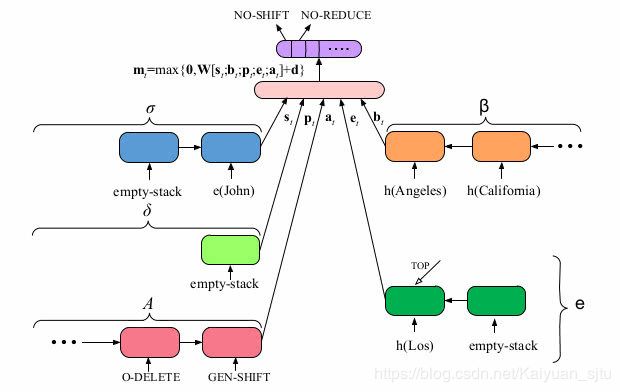 NO-SHIFT NO-REDUCE
m_t=max{0,W[s_t;b_t;p_t;e_t;a_t]+d}
σ
s_t p_t a_t e_t b_t
β
empty-stack e(John)
h(Angeles) h(California)
δ
empty-stack
TOP
e
A
h(Los) empty-stack
O-DELETE GEN-SHIFT
https://blog.csdn.net/Kaiyuan_sjtu